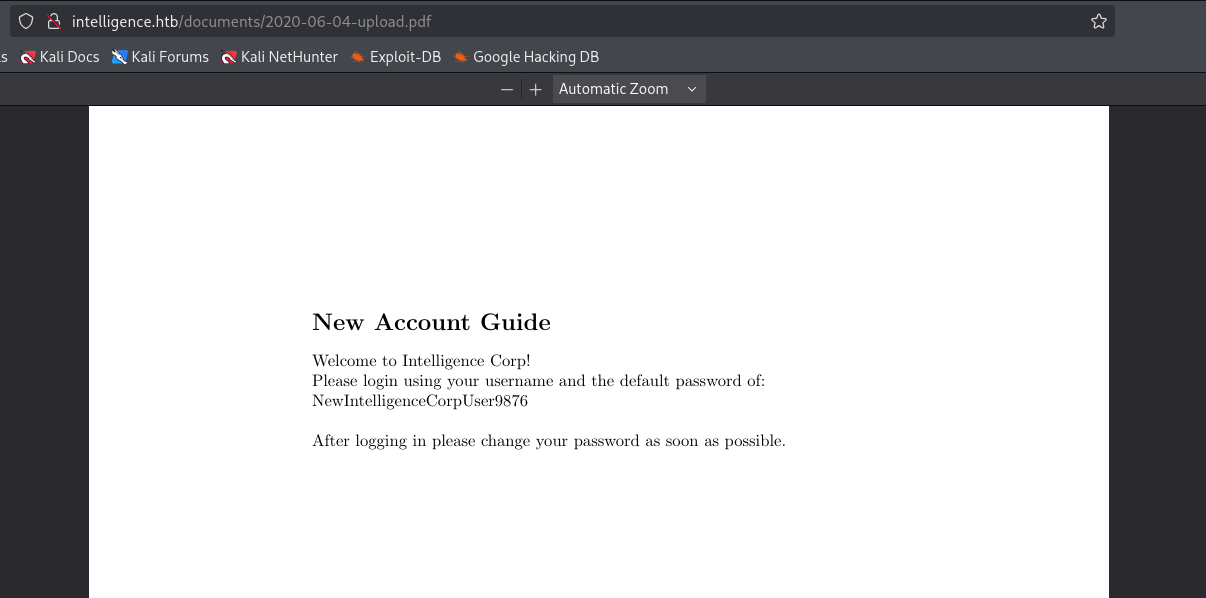 intelligence.htb/documents/2020-06-04-upload.pdf
s Kali Docs Kali Forums Kali NetHunter Exploit-DB Google Hacking DB
Automatic Zoom
New Account Guide
Welcome to Intelligence Corp!
Please login using your username and the default password of:
NewIntelligenceCorpUser9876
After logging in please change your password as soon as possible.